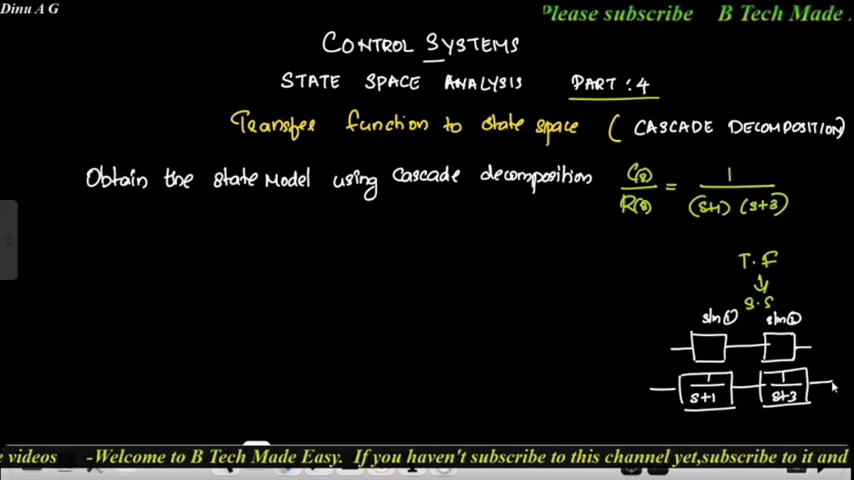 Dinu A G
Please subscribe B Tech Made
CONTROL SYSTEMS
STATE SPACE ANALYSIS PART : 4
Transfer function to state space ( CASCADE DECOMPOSITION)
Obtain the state Model using Cascade decomposition C(s)/R(s) = 1/(s+1) (s+3)
T.F
↓
S.S
s/m ① s/m ②
1/s+1 1/s+3
e videos -Welcome to B Tech Made Easy. If you haven't subscribe to this channel yet,subscribe to it and